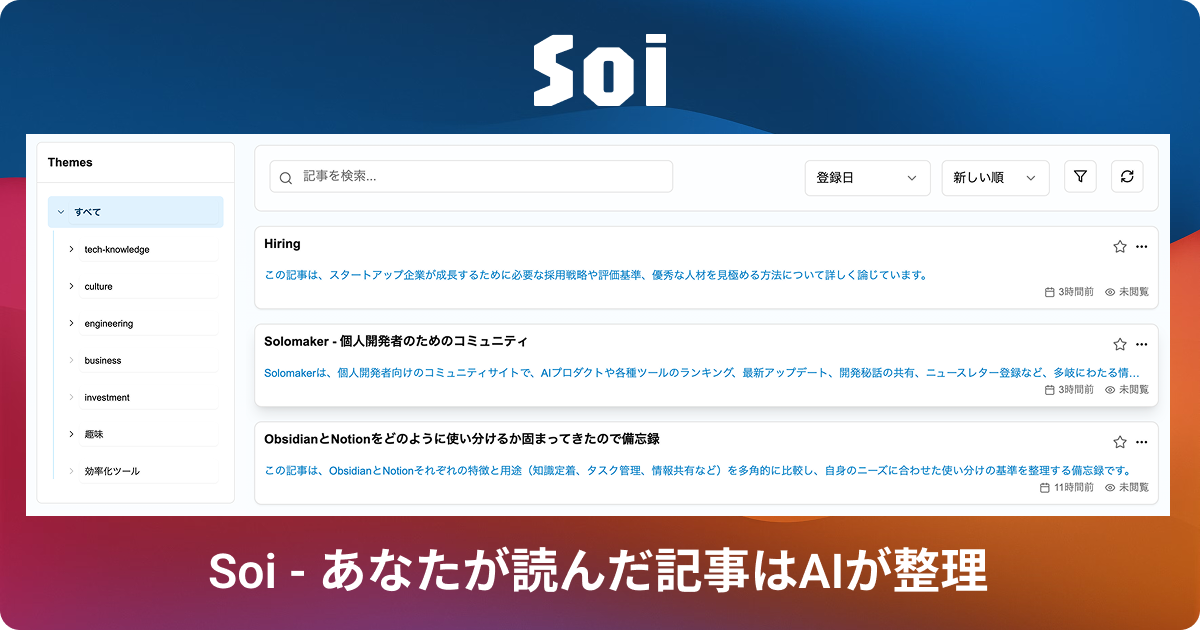 Soi
Themes
すべて
tech-knowledge
culture
engineering
business
investment
趣味
効率化ツール
記事を検索...
登録日
新しい順
Hiring
この記事は、スタートアップ企業が成長するために必要な採用戦略や評価基準、優秀な人材を見極める方法について詳しく論じています。
3時間前
未閲覧
Solomaker - 個人開発者のためのコミュニティ
Solomakerは、個人開発者向けのコミュニティサイトで、AIプロダクトや各種ツールのランキング、最新アップデート、開発秘話の共有、ニュースレター登録など、多岐にわたる情...
3時間前
未閲覧
ObsidianとNotionをどのように使い分けるか固まってきたので備忘録
この記事は、ObsidianとNotionそれぞれの特徴と用途（知識定着、タスク管理、情報共有など）を多角的に比較し、自身のニーズに合わせた使い分けの基準を整理する備忘録です。
11時間前
未閲覧
Soi - あなたが読んだ記事はAIが整理